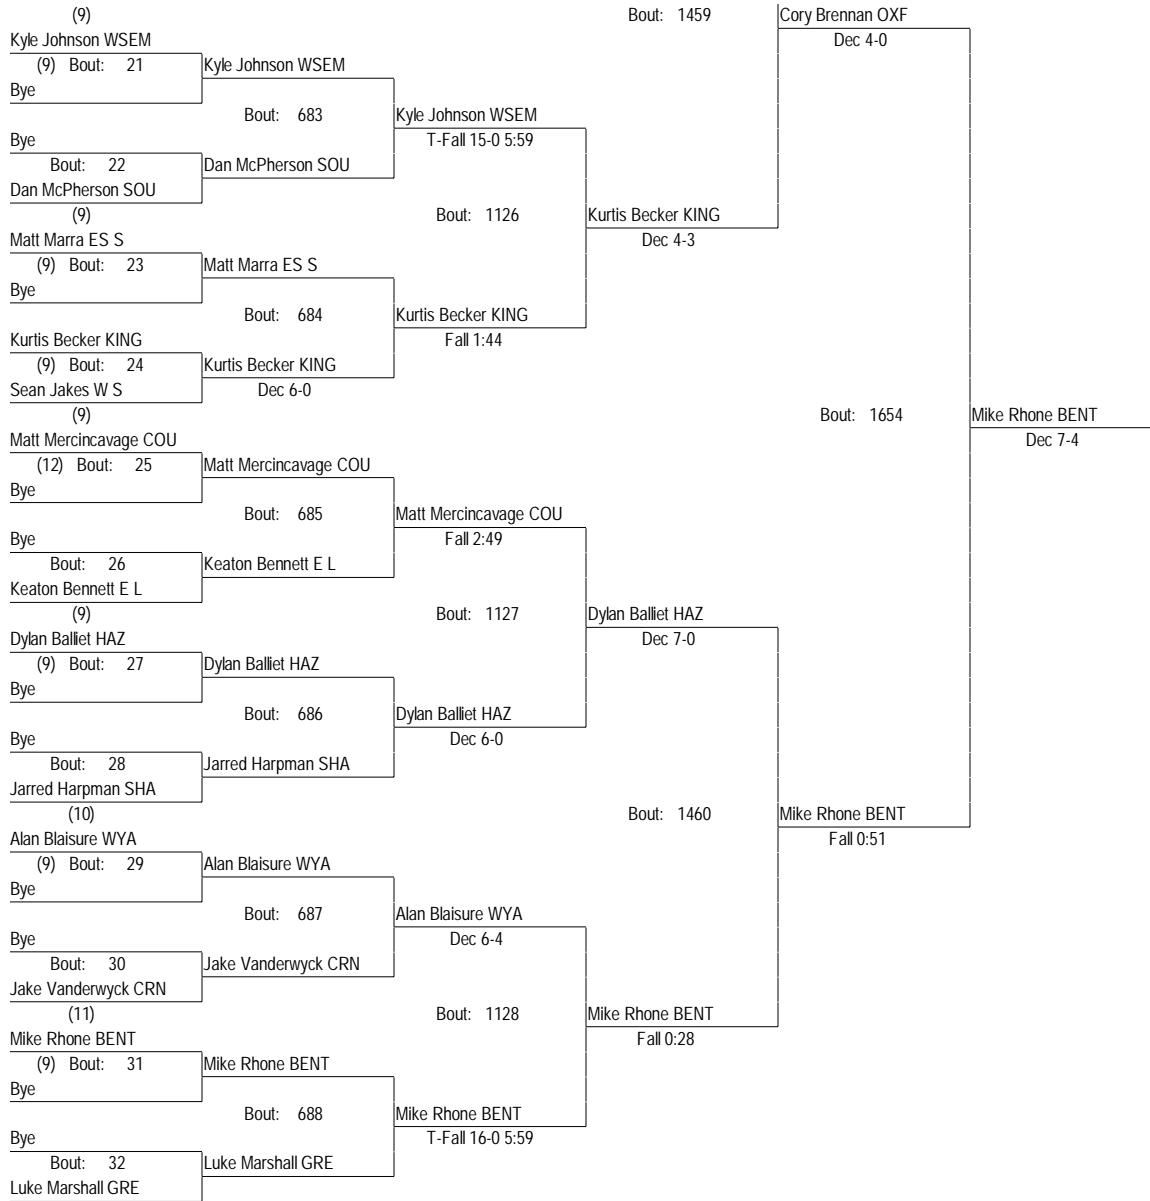 (9)
Bout: 1459
Cory Brennan OXF
Kyle Johnson WSEM
Dec 4-0
(9) Bout: 21
Kyle Johnson WSEM
Bye
Bout: 683
Kyle Johnson WSEM
Bye
T-Fall 15-0 5:59
Bout: 22
Dan McPherson SOU
Dan McPherson SOU
(9)
Bout: 1126
Kurtis Becker KING
Matt Marra ES S
Dec 4-3
(9) Bout: 23
Matt Marra ES S
Bye
Bout: 684
Kurtis Becker KING
Kurtis Becker KING
Fall 1:44
(9) Bout: 24
Kurtis Becker KING
Sean Jakes W S
Dec 6-0
(9)
Bout: 1654
Mike Rhone BENT
Matt Mercincavage COU
Dec 7-4
(12) Bout: 25
Matt Mercincavage COU
Bye
Bout: 685
Matt Mercincavage COU
Bye
Fall 2:49
Bout: 26
Keaton Bennett E L
Keaton Bennett E L
(9)
Bout: 1127
Dylan Balliet HAZ
Dylan Balliet HAZ
Dec 7-0
(9) Bout: 27
Dylan Balliet HAZ
Bye
Bout: 686
Dylan Balliet HAZ
Bye
Dec 6-0
Bout: 28
Jarred Harpman SHA
Jarred Harpman SHA
(10)
Bout: 1460
Mike Rhone BENT
Alan Blaisure WYA
Fall 0:51
(9) Bout: 29
Alan Blaisure WYA
Bye
Bout: 687
Alan Blaisure WYA
Bye
Dec 6-4
Bout: 30
Jake Vanderwyck CRN
Jake Vanderwyck CRN
(11)
Bout: 1128
Mike Rhone BENT
Mike Rhone BENT
Fall 0:28
(9) Bout: 31
Mike Rhone BENT
Bye
Bout: 688
Mike Rhone BENT
Bye
T-Fall 16-0 5:59
Bout: 32
Luke Marshall GRE
Luke Marshall GRE